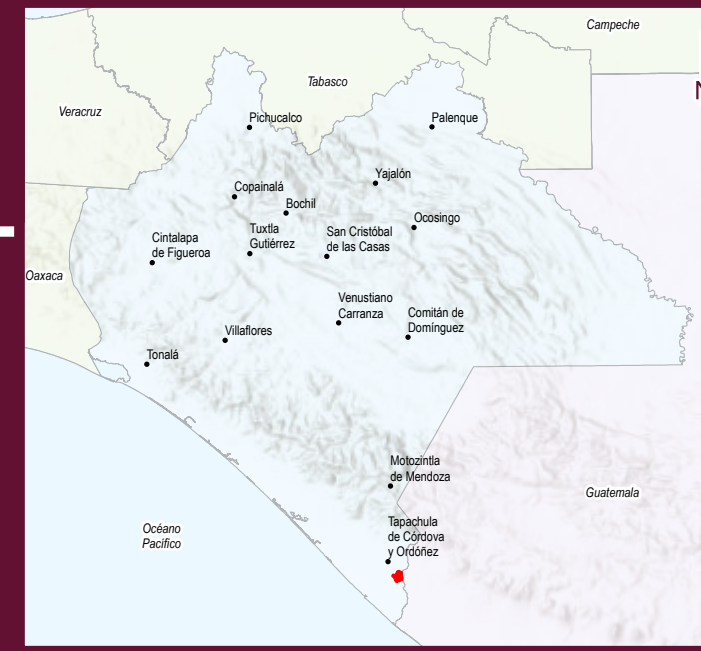 Campeche
Tabasco
N
Veracruz
Pichucalco
Palenque
Yajalón
Copainalá
Bochil
Ocosingo
Tuxtla
Gutiérrez
San Cristóbal
de las Casas
Cintalapa
de Figueroa
Oaxaca
Venustiano
Carranza
Comitán de
Domínguez
Villaflores
Tonalá
Motozintla
de Mendoza
Guatemala
Tapachula
de Córdova
y Ordóñez
Océano
Pacífico